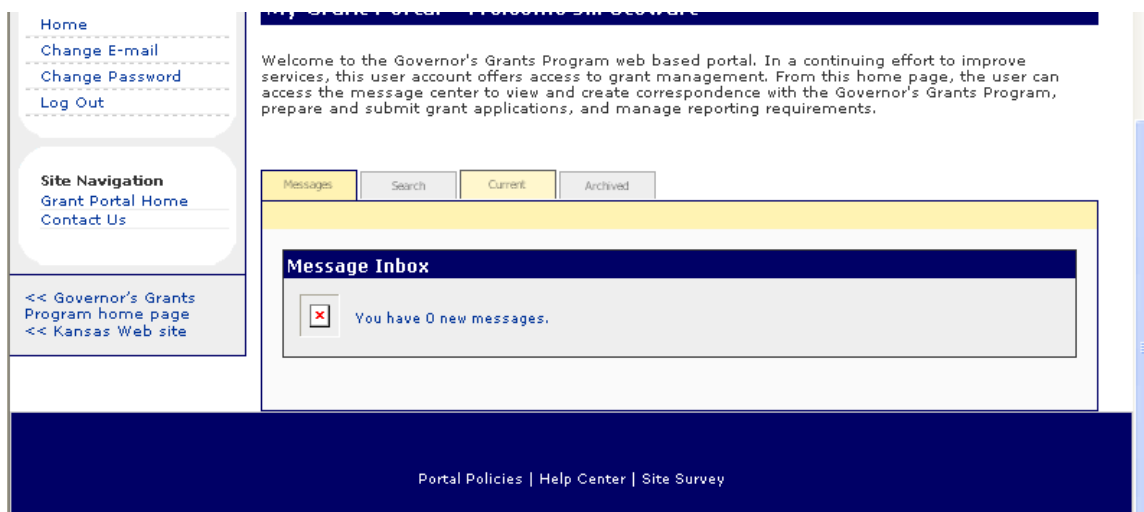 Home
Change E-mail
Change Password
Log Out
Site Navigation
Grant Portal Home
Contact Us
<< Governor's Grants
Program home page
<< Kansas Web site
My Grant Portal - Welcome
Welcome to the Governor's Grants Program web based portal. In a continuing effort to improve
services, this user account offers access to grant management. From this home page, the user can
access the message center to view and create correspondence with the Governor's Grants Program,
prepare and submit grant applications, and manage reporting requirements.
Messages
Search
Current
Archived
Message Inbox
You have 0 new messages.
Portal Policies | Help Center | Site Survey